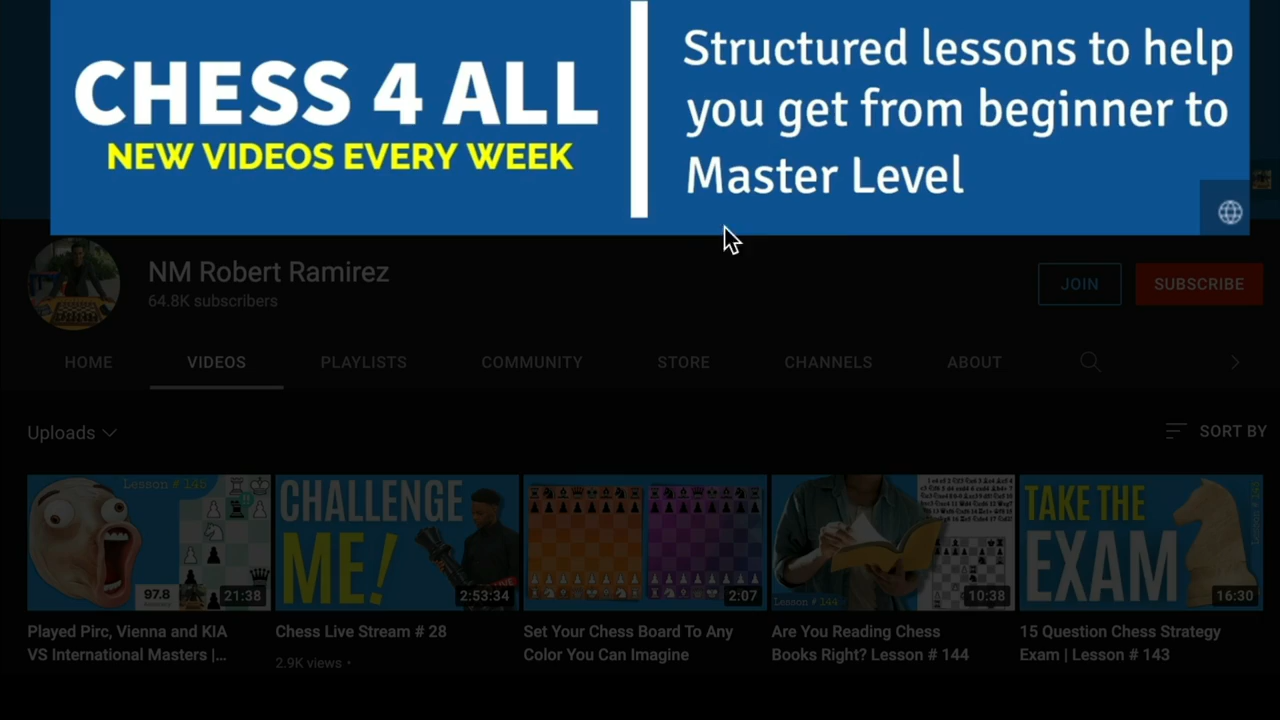 CHESS 4 ALL
NEW VIDEOS EVERY WEEK
Structured lessons to help
you get from beginner to
Master Level
NM Robert Ramirez
64.8K subscribers
JOIN
SUBSCRIBE
HOME
VIDEOS
PLAYLISTS
COMMUNITY
STORE
CHANNELS
ABOUT
Uploads
SORT BY
Lesson # 145
97.8
21:38
CHALLENGE
ME!
2:53:34
2:07
Lesson # 144
10:38
TAKE THE
EXAM
16:30
Played Pirc, Vienna and KIA
VS International Masters |...
Chess Live Stream # 28
2.9K views •
Set Your Chess Board To Any
Color You Can Imagine
Are You Reading Chess
Books Right? Lesson # 144
15 Question Chess Strategy
Exam | Lesson # 143